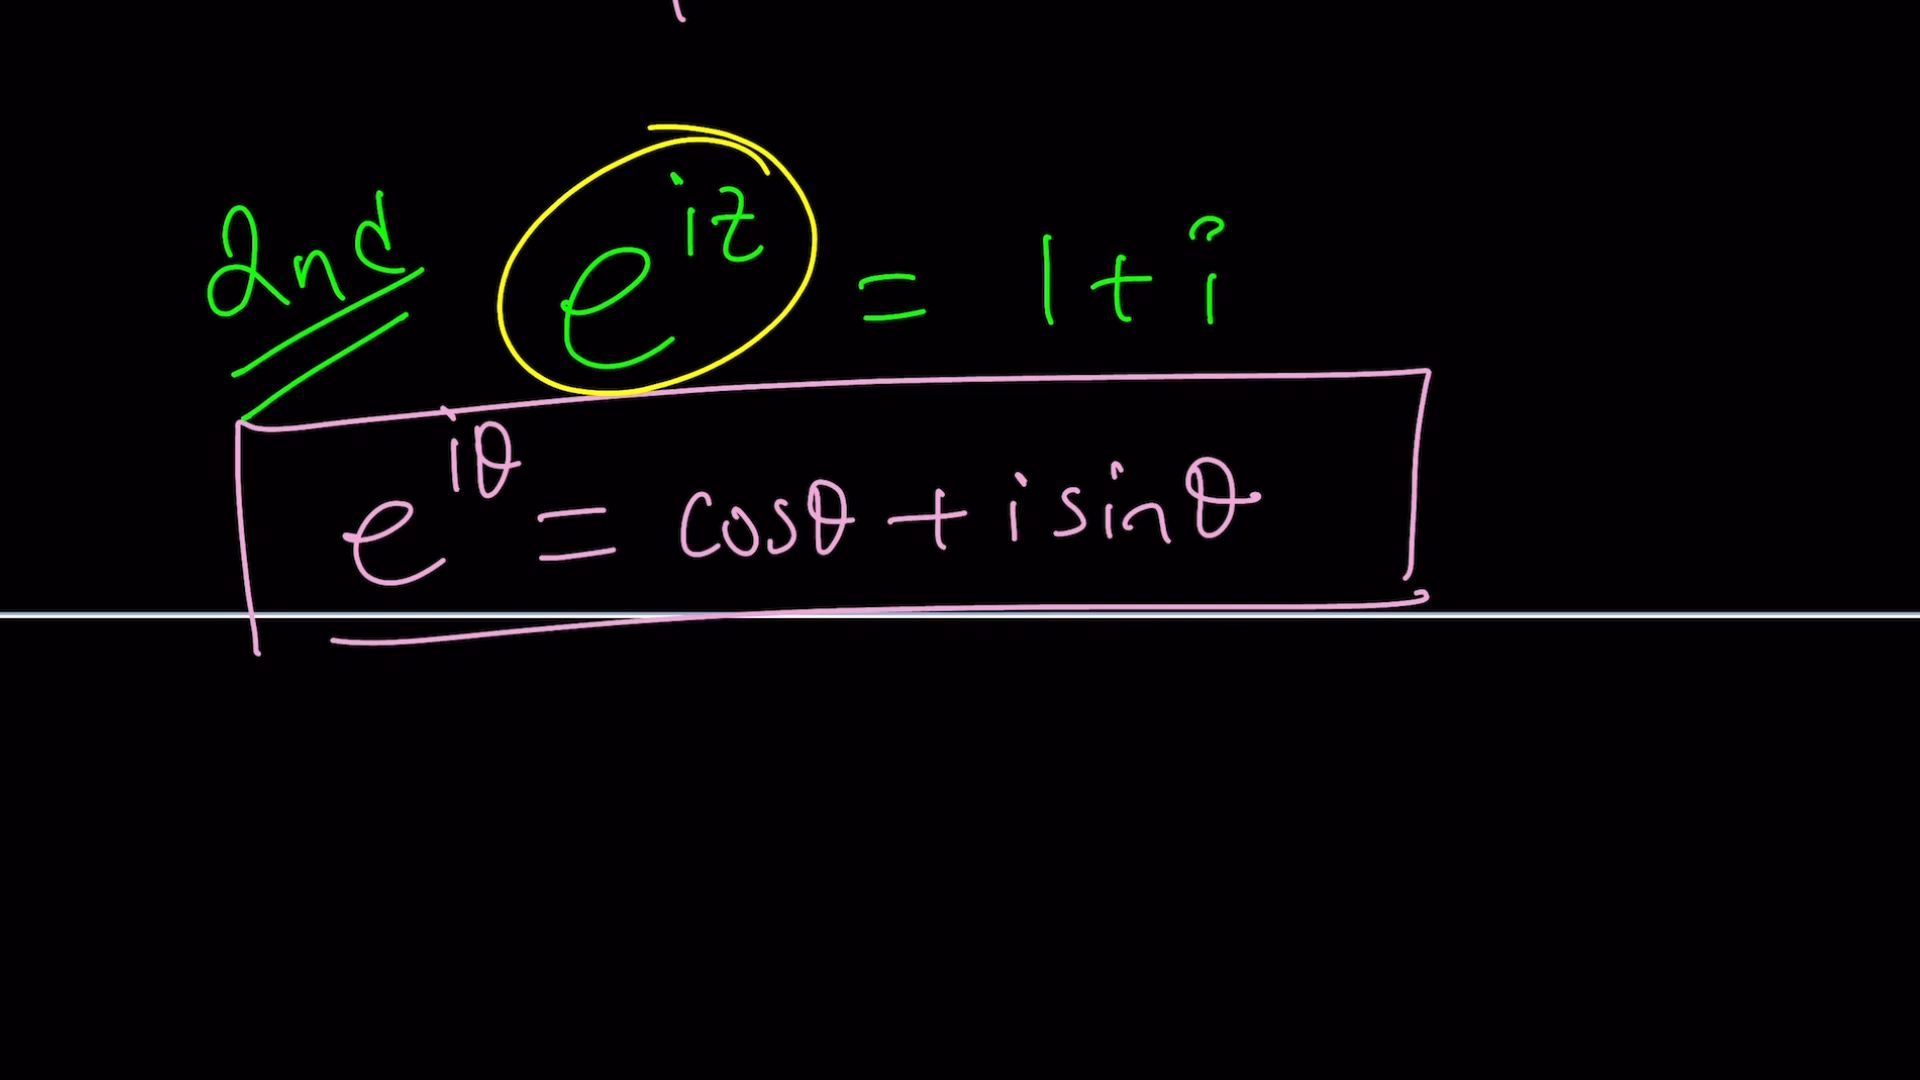 2nd e^{iz} = 1 + i
e^{iθ} = cosθ + i sinθ